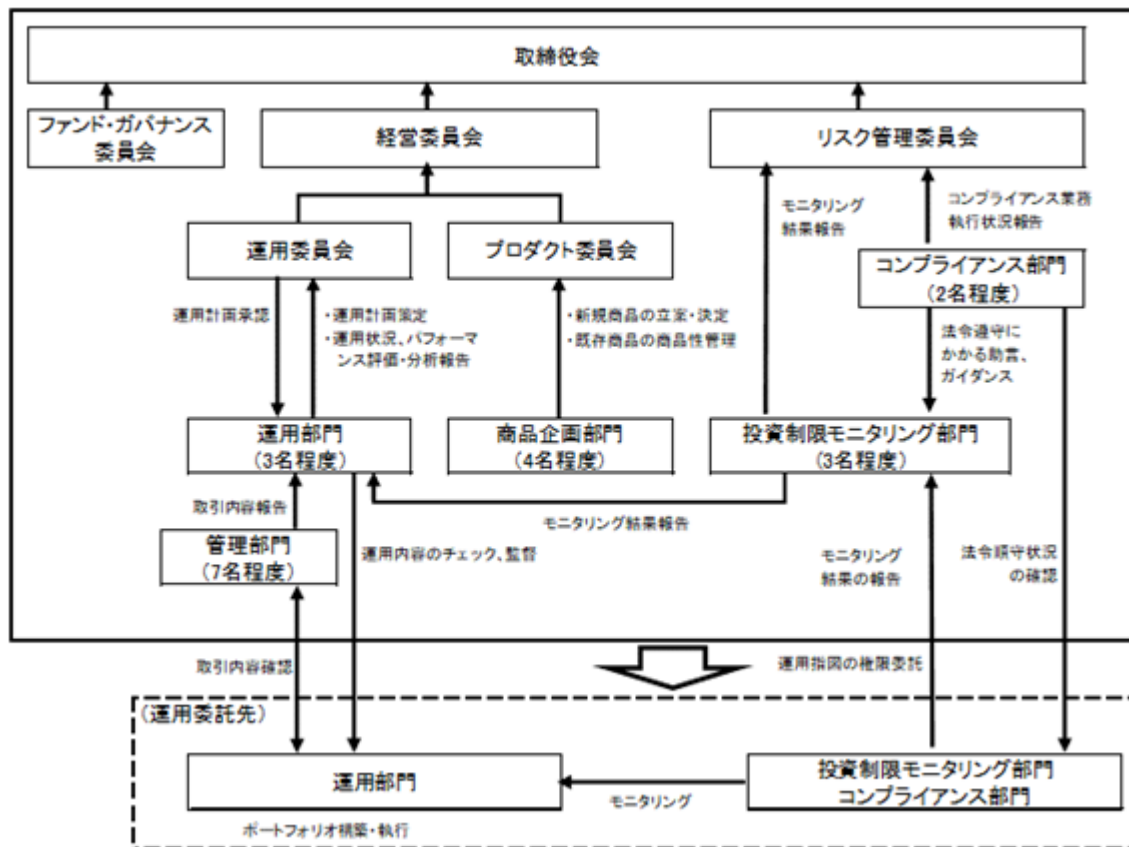 取締役会
ファンド・ガバナンス
委員会
経営委員会
リスク管理委員会
モニタリング
結果報告
コンプライアンス業務
執行状況報告
運用委員会
プロダクト委員会
コンプライアンス部門
(2名程度)
運用計画承認
・運用計画策定
・運用状況、パフォーマ
ンス評価・分析報告
・新規商品の立案・決定
・既存商品の商品性管理
法令遵守に
かかる助言、
ガイダンス
運用部門
(3名程度)
商品企画部門
(4名程度)
投資制限モニタリング部門
(3名程度)
取引内容報告
モニタリング結果報告
管理部門
(7名程度)
運用内容のチェック、監督
モニタリング
結果の報告
法令順守状況
の確認
取引内容確認
運用指図の権限委託
(運用委託先)
運用部門
モニタリング
投資制限モニタリング部門
コンプライアンス部門
ポートフォリオ構築・執行